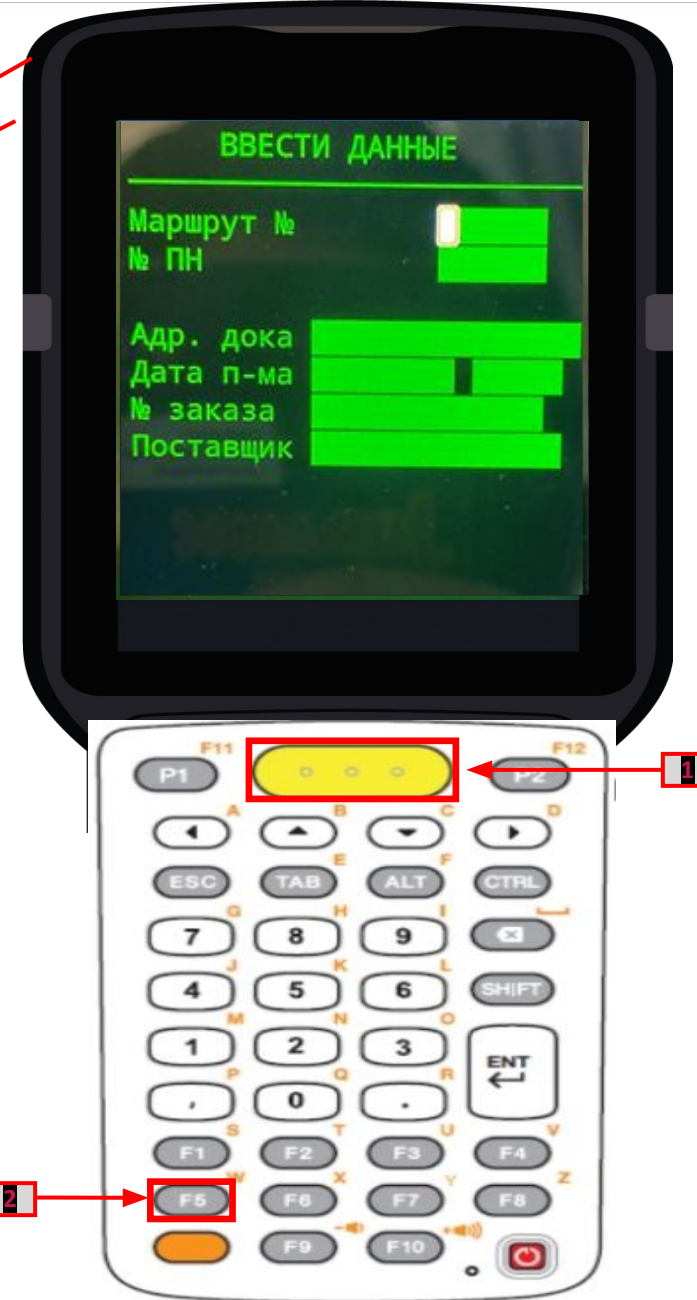 ВВЕСТИ ДАННЫЕ
Маршрут №
№ ПН
Адр. дока
Дата п-ма
№ заказа
Поставщик
F11 F12
P1 P2
1
A B C D
E F
ESC TAB ALT CTRL
G H I
7 8 9
J K L
4 5 6 SHIFT
M N O
1 2 3 ENT
P Q R
, 0 .
S T U V
F1 F2 F3 F4
W X Y Z
2
F5 F6 F7 F8
F9 F10